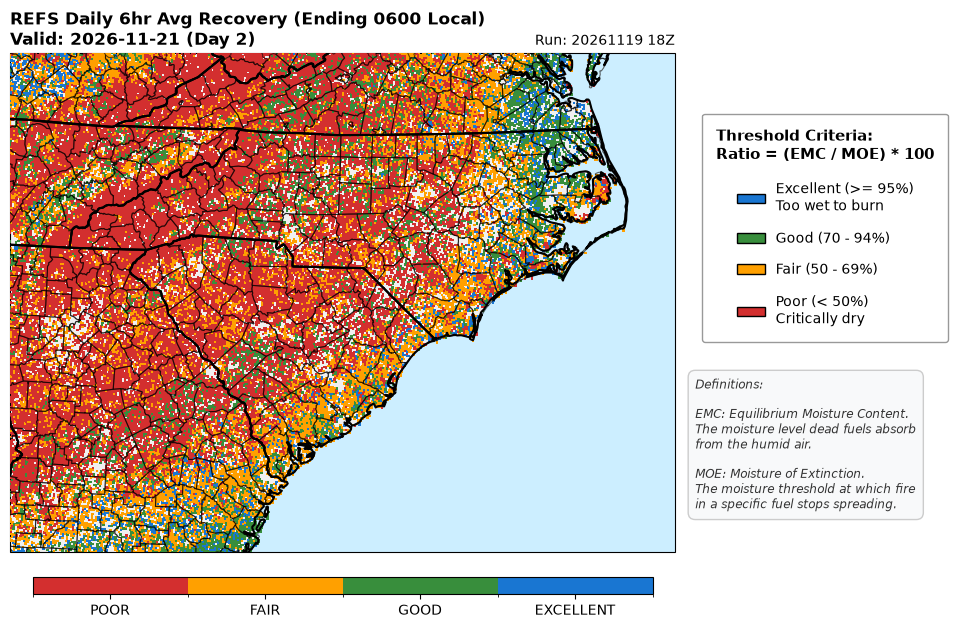 REFS Daily 6hr Avg Recovery (Ending 0600 Local)
Valid: 2026-11-21 (Day 2)
Run: 20261119 18Z
Threshold Criteria:
Ratio = (EMC / MOE) * 100
Excellent (>= 95%)
Too wet to burn
Good (70 - 94%)
Fair (50 - 69%)
Poor (< 50%)
Critically dry
Definitions:
EMC: Equilibrium Moisture Content.
The moisture level dead fuels absorb
from the humid air.
MOE: Moisture of Extinction.
The moisture threshold at which fire
in a specific fuel stops spreading.
POOR FAIR GOOD EXCELLENT